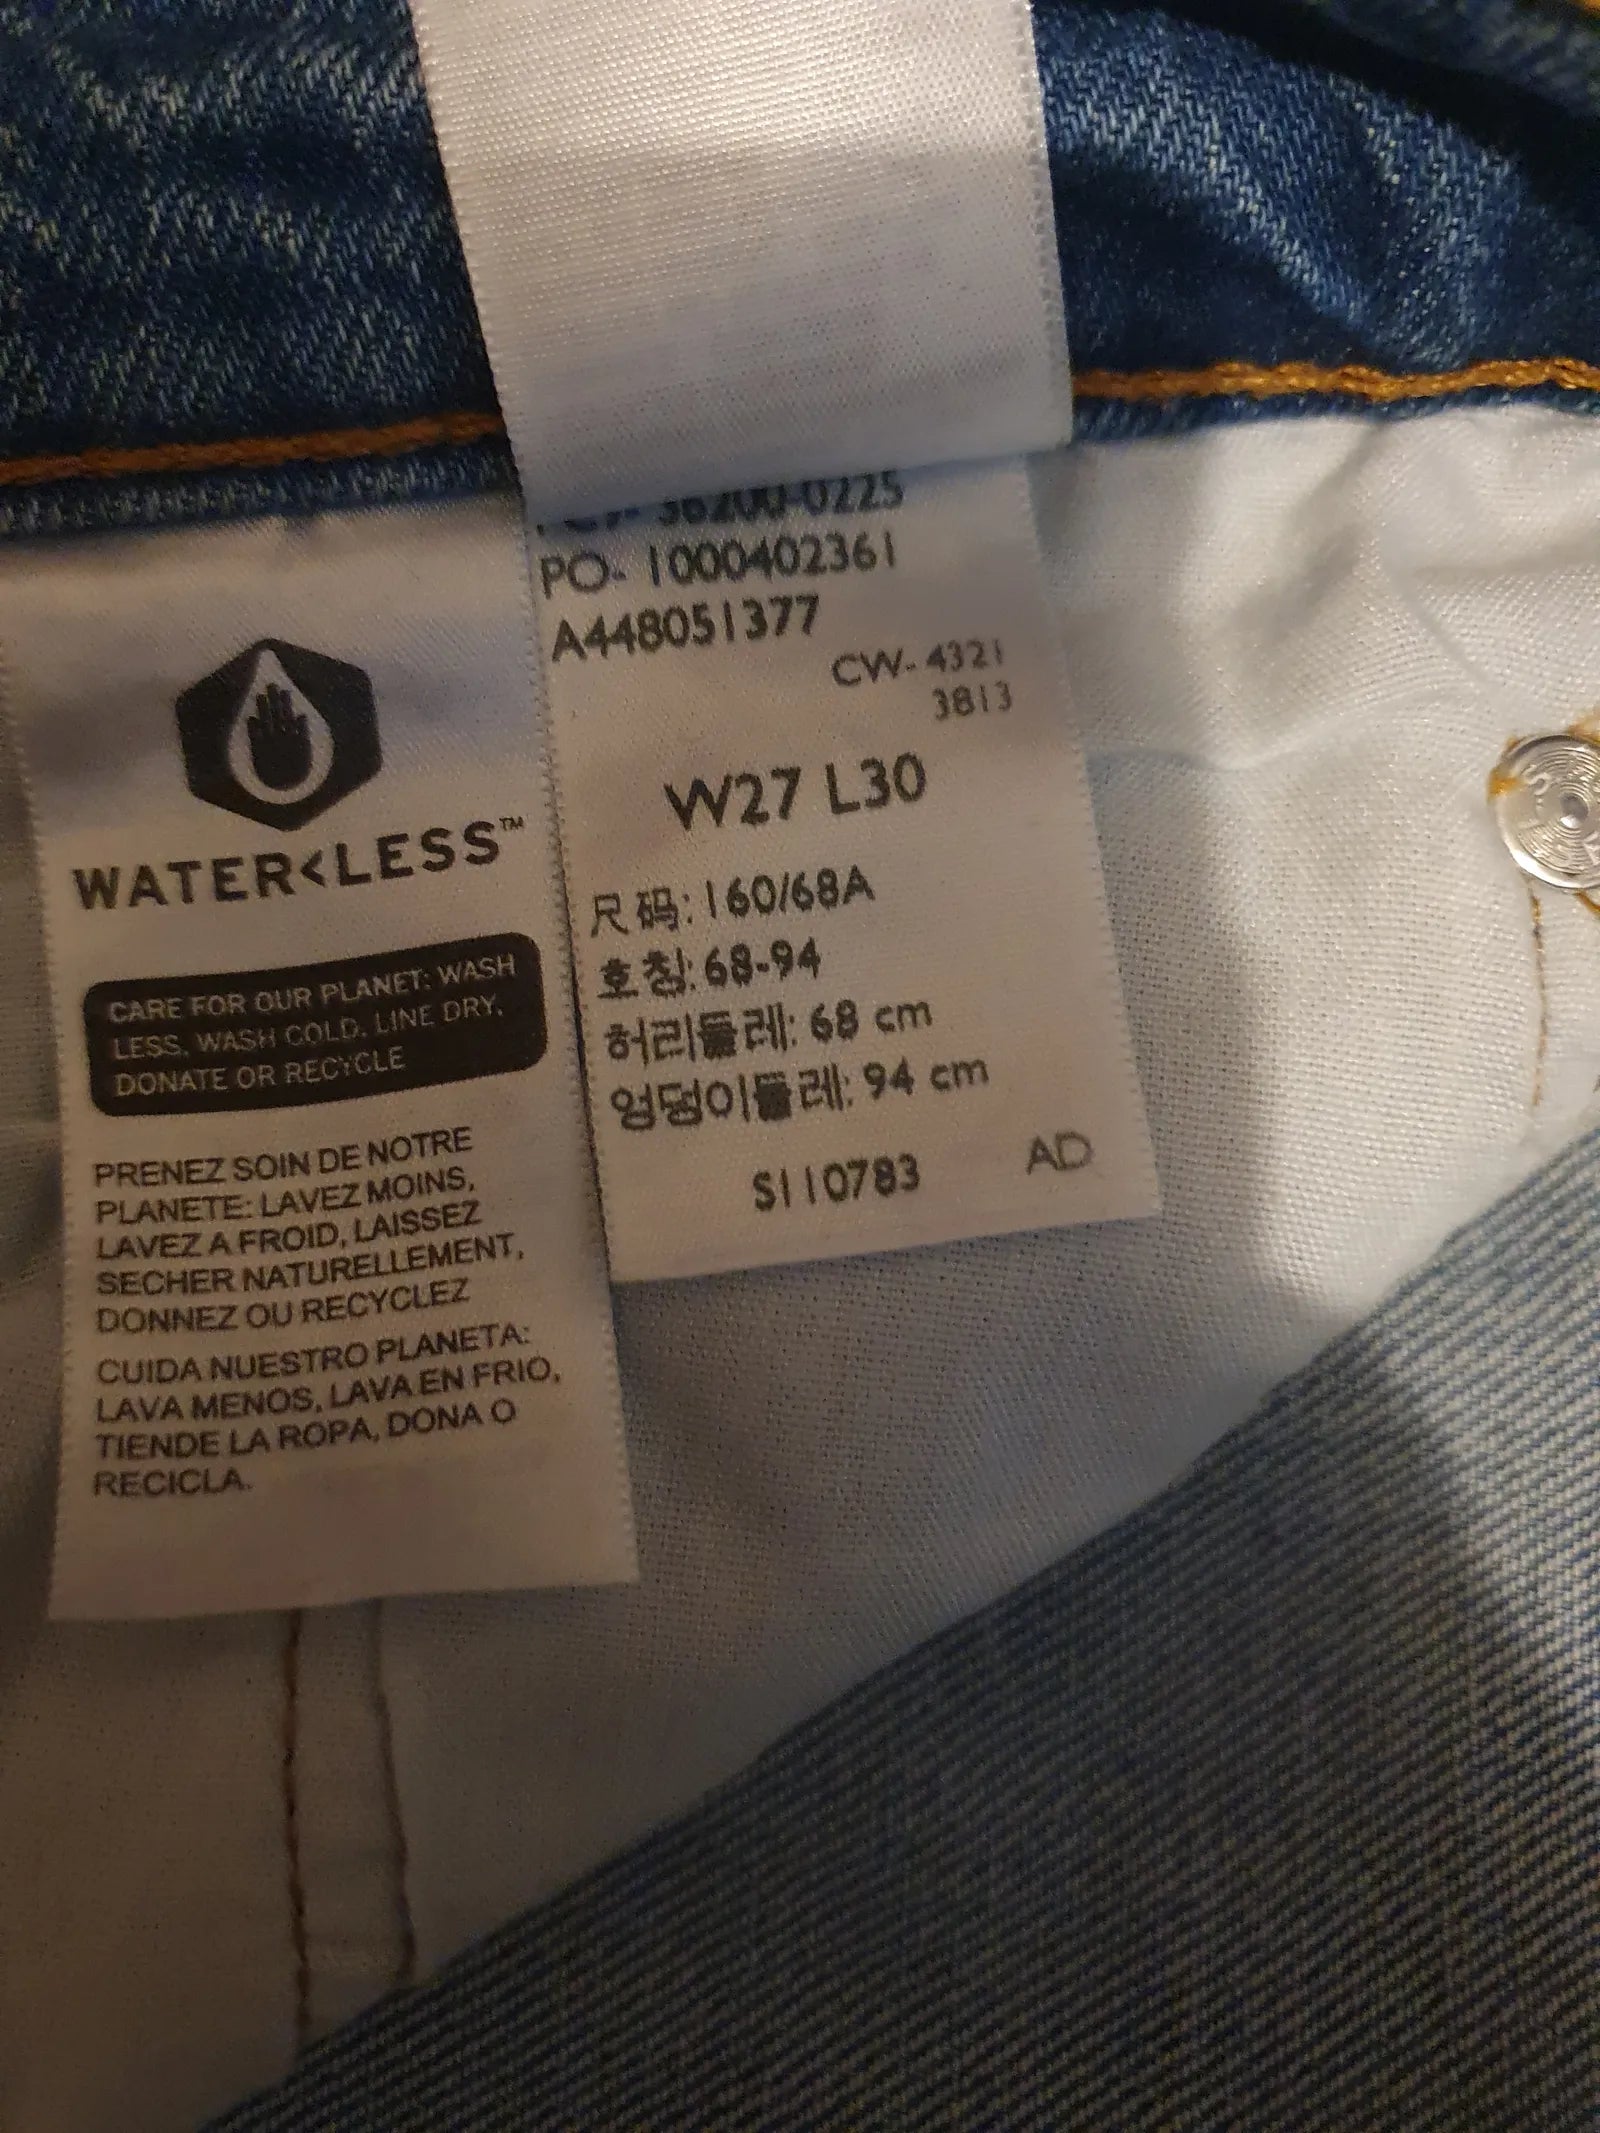 WATER<LESS™
CARE FOR OUR PLANET: WASH
LESS, WASH COLD, LINE DRY,
DONATE OR RECYCLE
PRENEZ SOIN DE NOTRE
PLANETE: LAVEZ MOINS,
LAVEZ A FROID, LAISSEZ
SECHER NATURELLEMENT,
DONNEZ OU RECYCLEZ
CUIDA NUESTRO PLANETA:
LAVA MENOS, LAVA EN FRIO,
TIENDE LA ROPA, DONA O
RECICLA.
36200-0225
PO- 1000402361
A448051377
CW- 4321
3813
W27 L30
尺码: 160/68A
호칭: 68-94
허리둘레: 68 cm
엉덩이둘레: 94 cm
S110783
AD